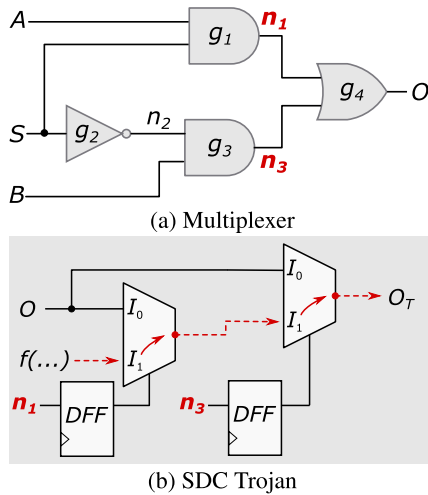 A
n1
g1
g4
O
S
g2
n2
g3
n3
B
(a) Multiplexer
I0
OT
O
I0
I1
f(...)
I1
n1
DFF
n3
DFF
(b) SDC Trojan